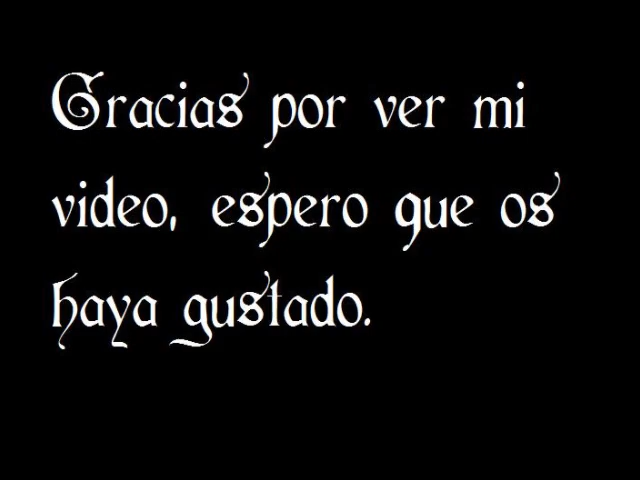 Gracias por ver mi
video, espero que os
haya gustado.